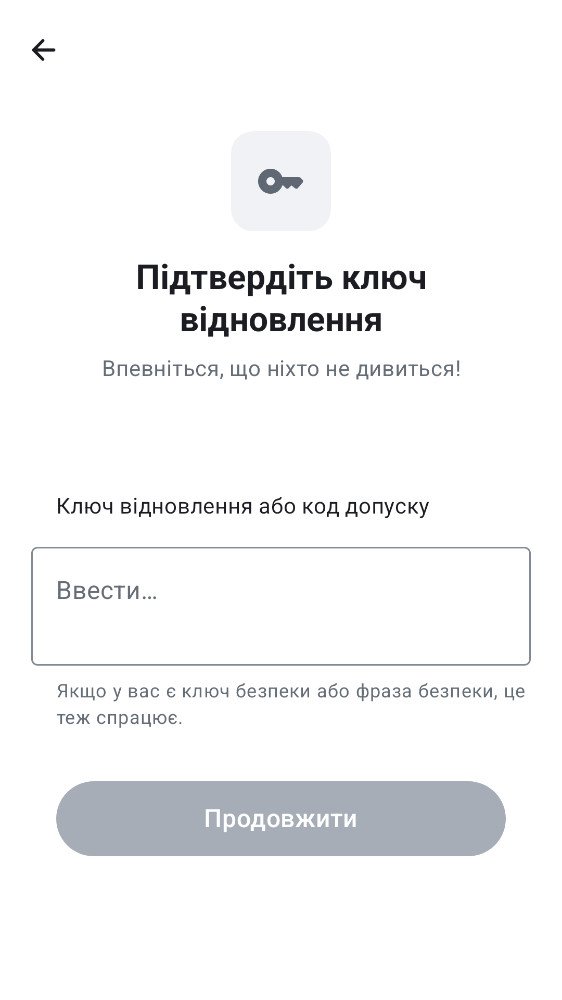 Підтвердіть ключ
відновлення
Впевніться, що ніхто не дивиться!
Ключ відновлення або код допуску
Ввести…
Якщо у вас є ключ безпеки або фраза безпеки, це
теж спрацює.
Продовжити